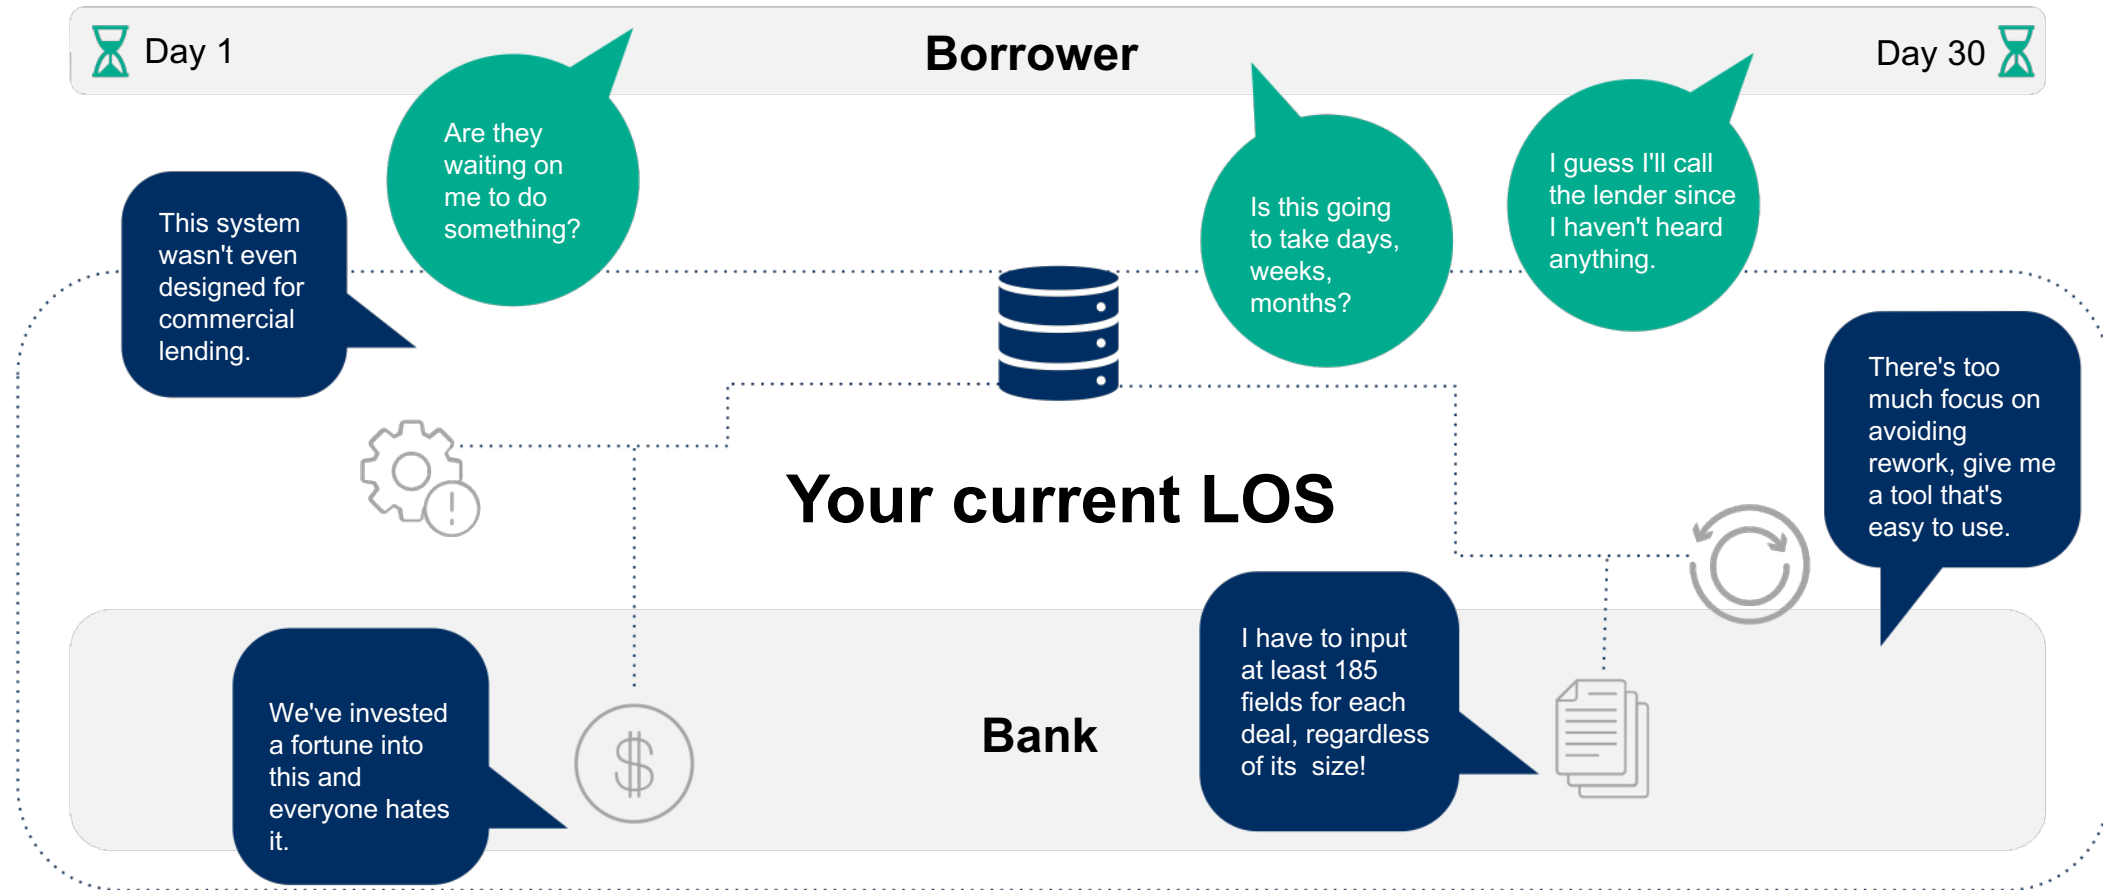 Day 1
Borrower
Day 30
Are they
waiting on
me to do
something?
I guess I'll call
the lender since
I haven't heard
anything.
Is this going
to take days,
weeks,
months?
This system
wasn't even
designed for
commercial
lending.
There's too
much focus on
avoiding
rework, give me
a tool that's
easy to use.
Your current LOS
I have to input
at least 185
fields for each
deal, regardless
of its  size!
We've invested
a fortune into
this and
everyone hates
it.
Bank